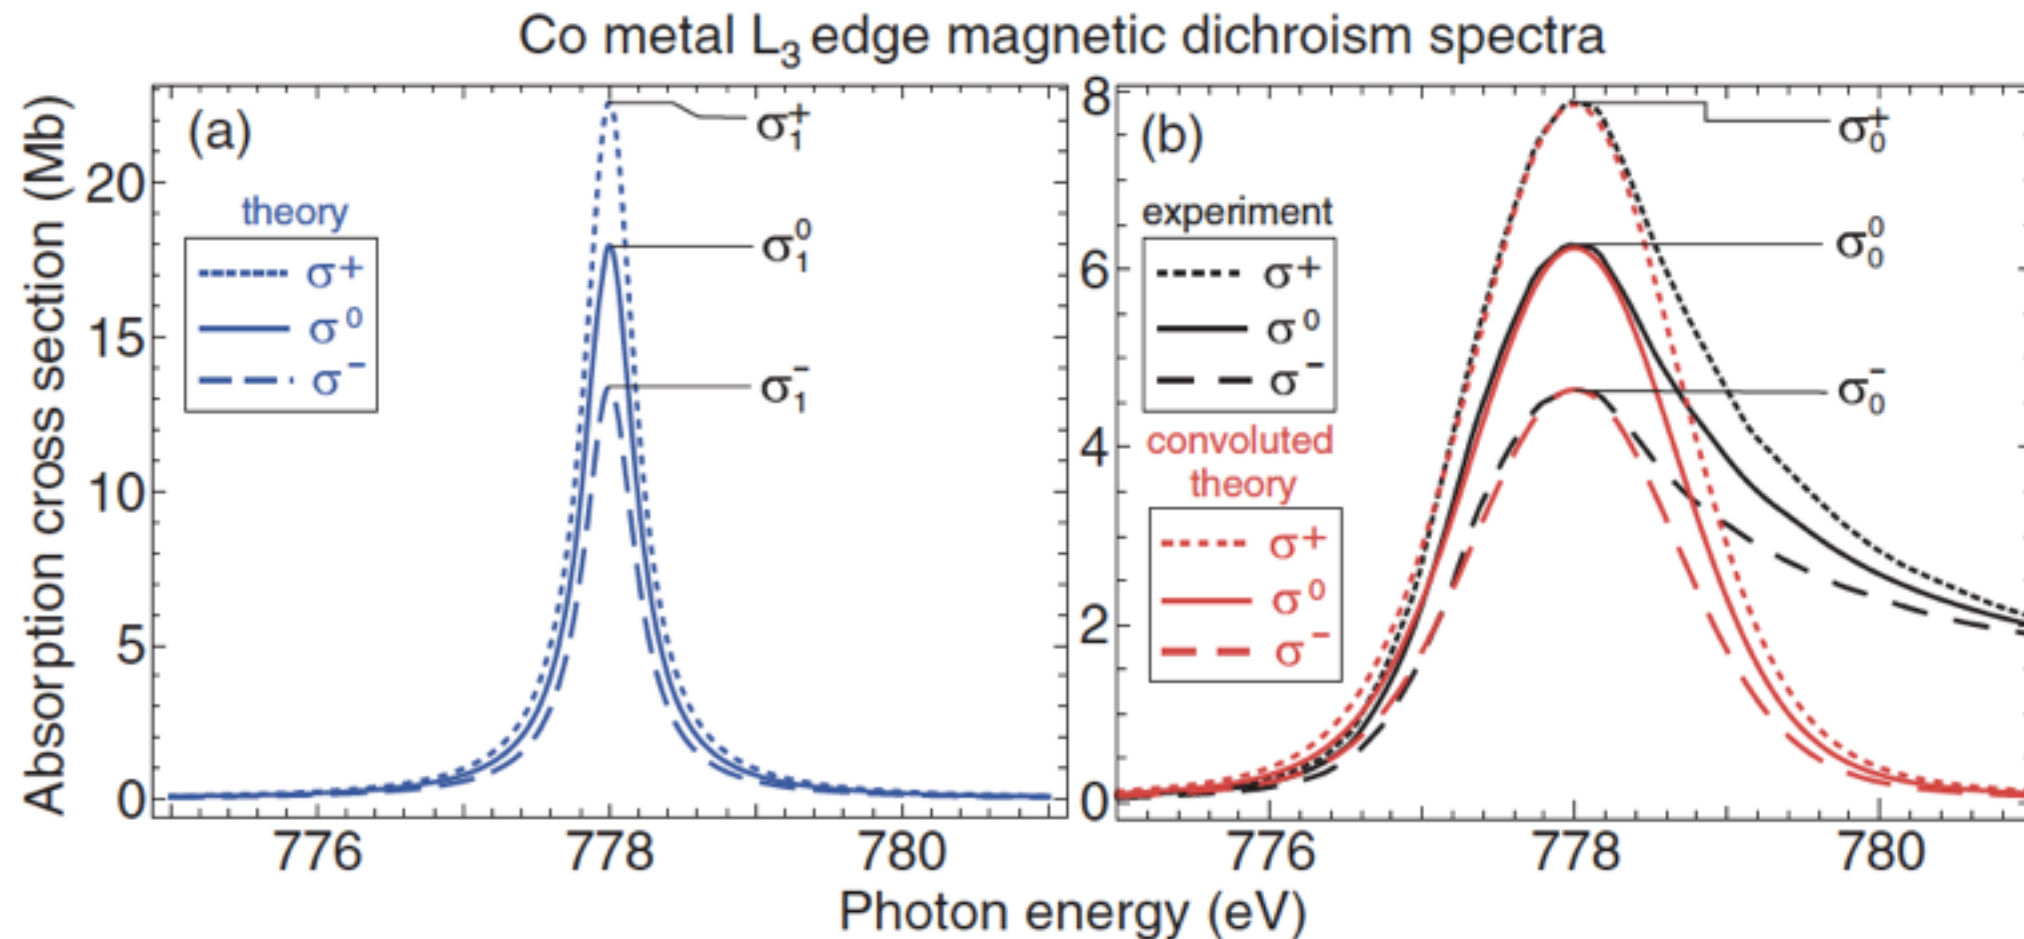 Co metal L₃ edge magnetic dichroism spectra
Absorption cross section (Mb)
(a)
20
15
10
5
0
theory
σ⁺
σ⁰
σ⁻
σ₁⁺
σ₁⁰
σ₁⁻
776 778 780
(b)
8
6
4
2
0
experiment
σ⁺
σ⁰
σ⁻
convoluted
theory
σ⁺
σ⁰
σ⁻
σ₀⁺
σ₀⁰
σ₀⁻
776 778 780
Photon energy (eV)